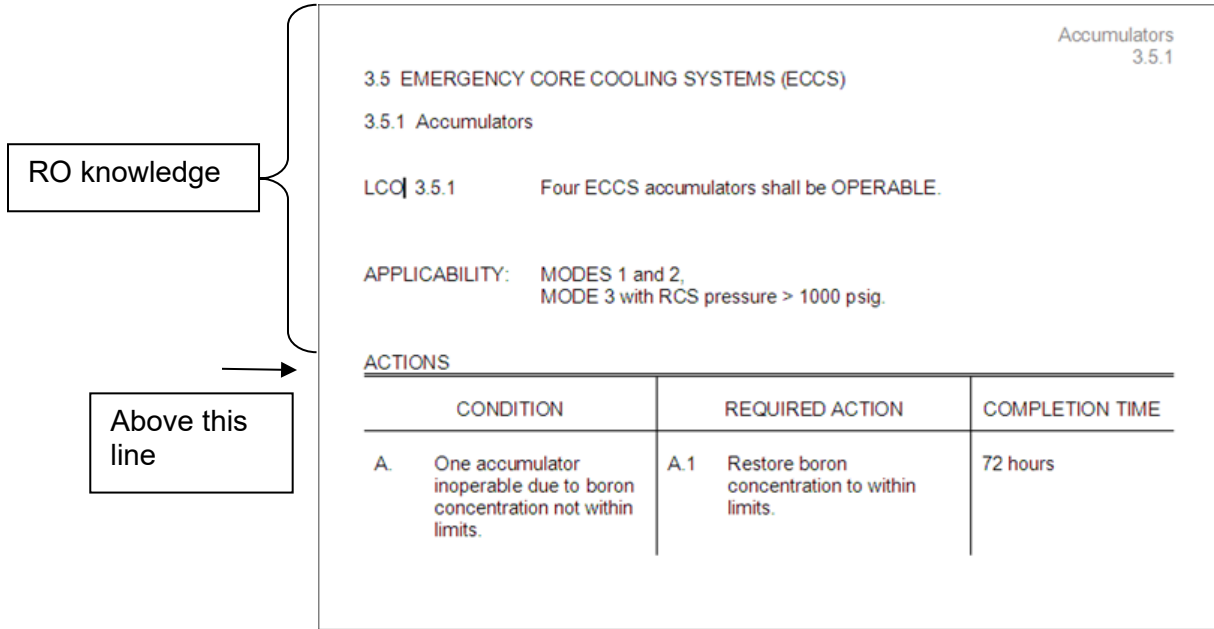 Accumulators
3.5.1
3.5 EMERGENCY CORE COOLING SYSTEMS (ECCS)
3.5.1 Accumulators
RO knowledge
LCO 3.5.1 Four ECCS accumulators shall be OPERABLE.
APPLICABILITY: MODES 1 and 2,
MODE 3 with RCS pressure > 1000 psig.
ACTIONS
Above this
line
CONDITION REQUIRED ACTION COMPLETION TIME
A. One accumulator A.1 Restore boron 72 hours
inoperable due to boron concentration to within
concentration not within limits.
limits.